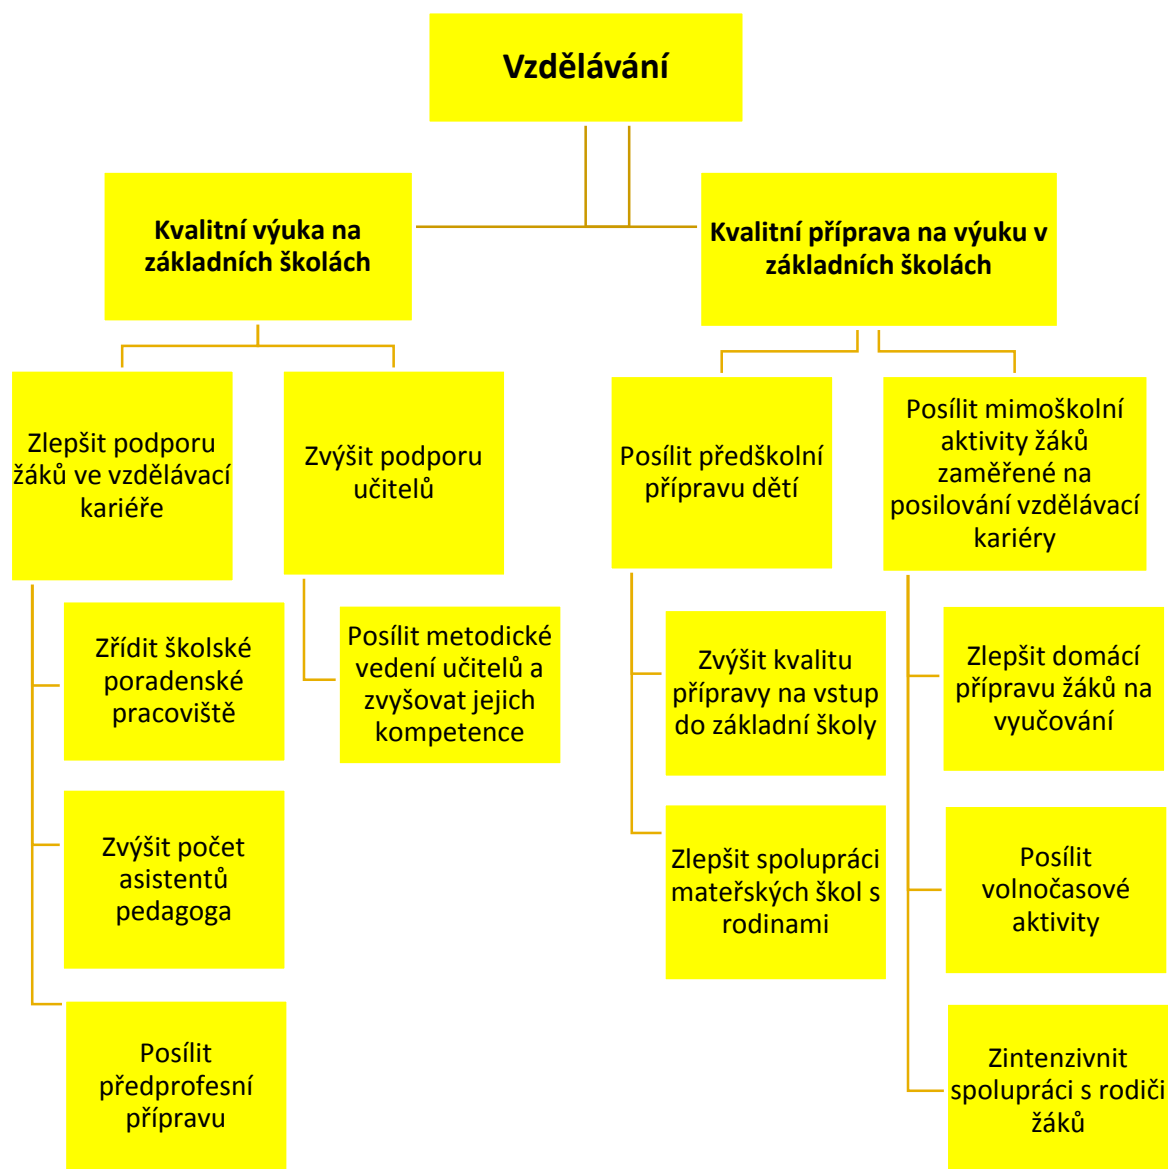 Vzdělávání
Kvalitní výuka na
základních školách
Kvalitní příprava na výuku v
základních školách
Zlepšit podporu
žáků ve vzdělávací
kariéře
Zvýšit podporu
učitelů
Posílit předškolní
přípravu dětí
Posílit mimoškolní
aktivity žáků
zaměřené na
posilování vzdělávací
kariéry
Zřídit školské
poradenské
pracoviště
Posílit metodické
vedení učitelů a
zvyšovat jejich
kompetence
Zvýšit kvalitu
přípravy na vstup
do základní školy
Zlepšit domácí
přípravu žáků na
vyučování
Zvýšit počet
asistentů
pedagoga
Zlepšit spolupráci
mateřských škol s
rodinami
Posílit
volnočasové
aktivity
Posílit
předprofesní
přípravu
Zintenzivnit
spolupráci s rodiči
žáků